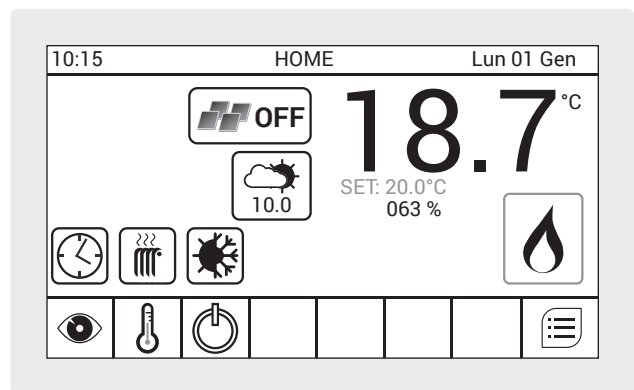 10:15 HOME Lun 01 Gen
OFF
18.7 °C
10.0
SET: 20.0°C
063 %